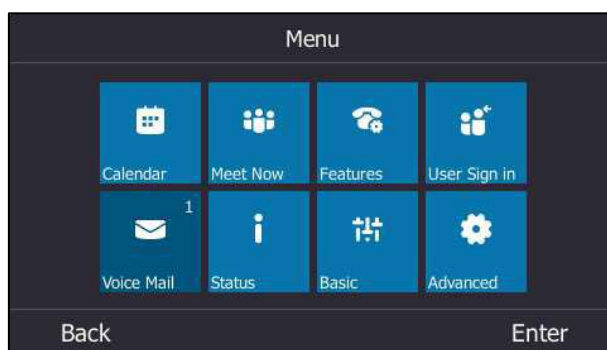 Menu
Calendar Meet Now Features User Sign in
1
Voice Mail Status Basic Advanced
Back Enter